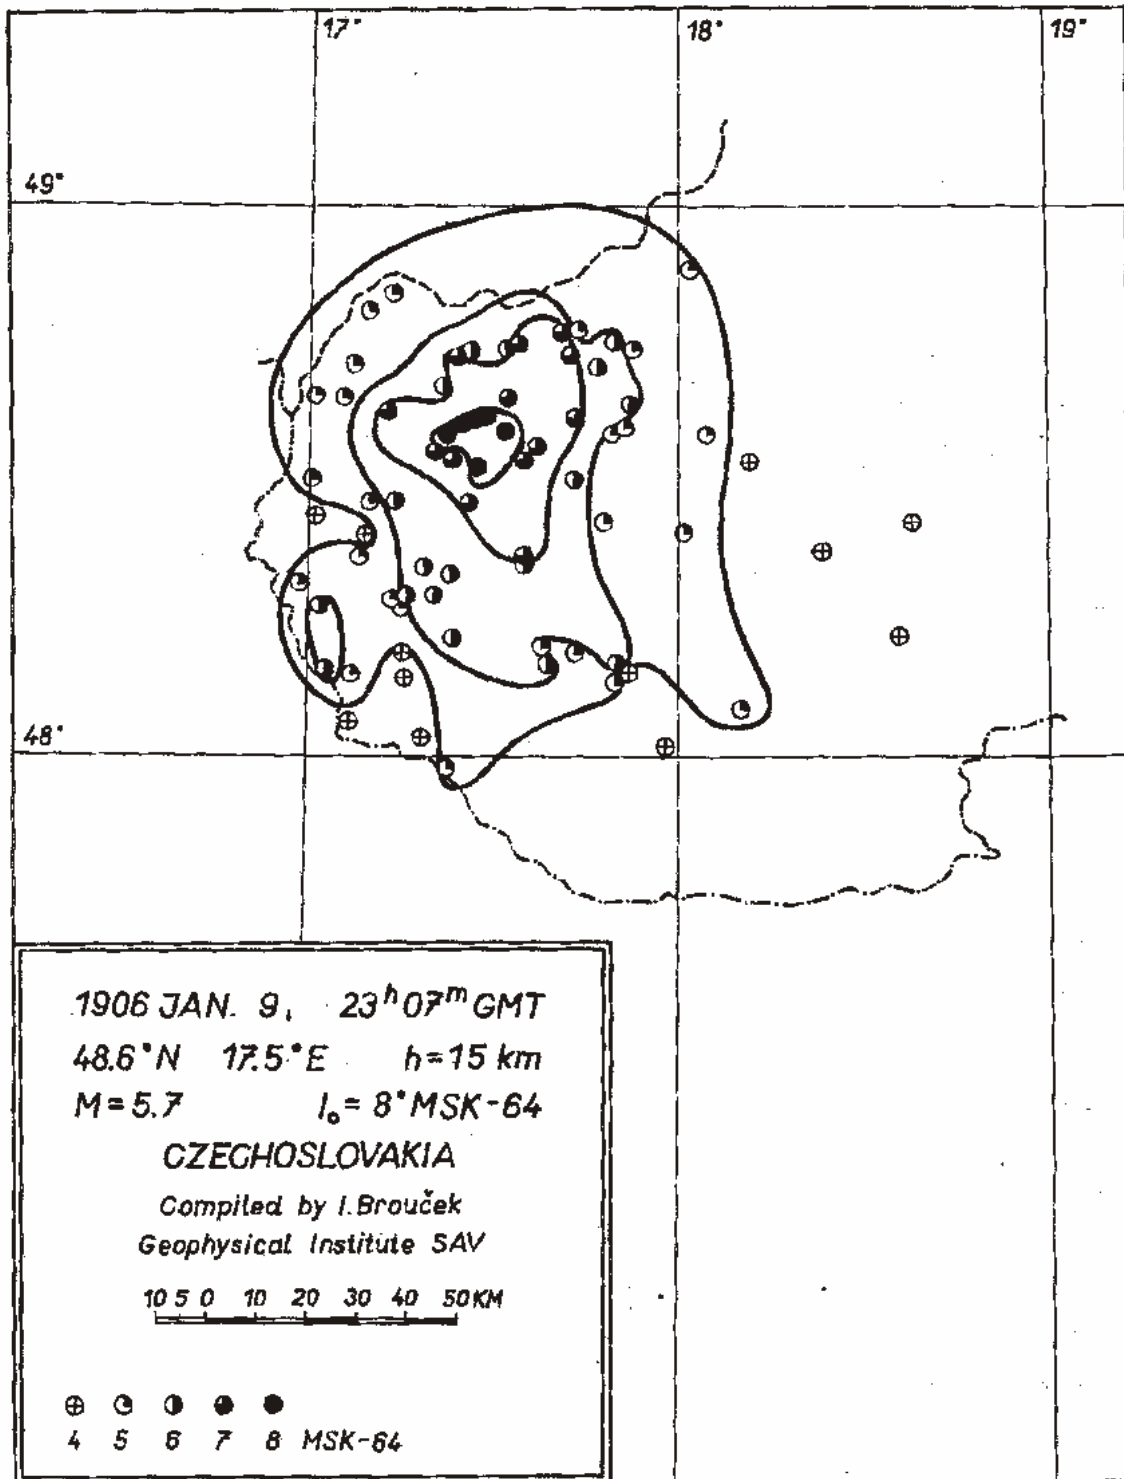 17° 18° 19°
49°
48°
1906 JAN. 9, 23ʰ07ᵐ GMT
48.6°N 17.5°E h=15 km
M=5.7 I₀=8° MSK-64
CZECHOSLOVAKIA
Compiled by I. Brouček
Geophysical Institute SAV
10 5 0 10 20 30 40 50 KM
4 5 6 7 8 MSK-64